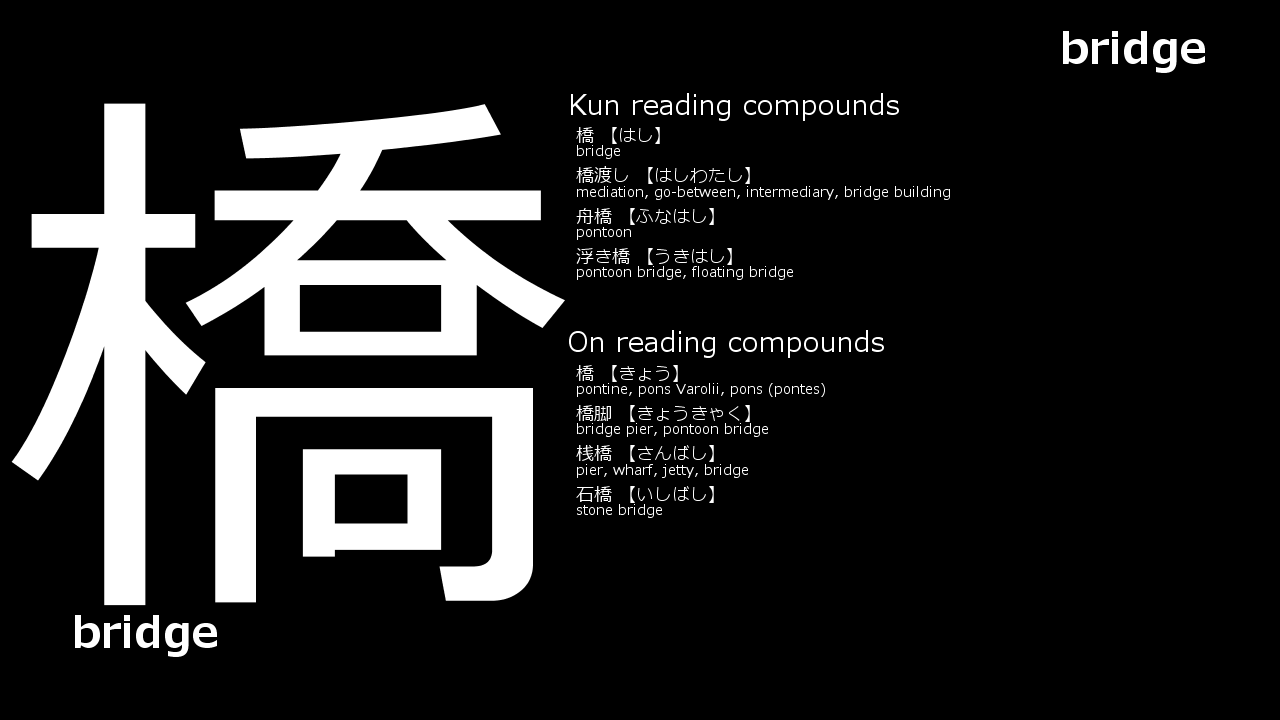 bridge
橋
bridge
Kun reading compounds
橋 【はし】
bridge
橋渡し 【はしわたし】
mediation, go-between, intermediary, bridge building
舟橋 【ふなはし】
pontoon
浮き橋 【うきはし】
pontoon bridge, floating bridge
On reading compounds
橋 【きょう】
pontine, pons Varolii, pons (pontes)
橋脚 【きょうきゃく】
bridge pier, pontoon bridge
桟橋 【さんばし】
pier, wharf, jetty, bridge
石橋 【いしばし】
stone bridge